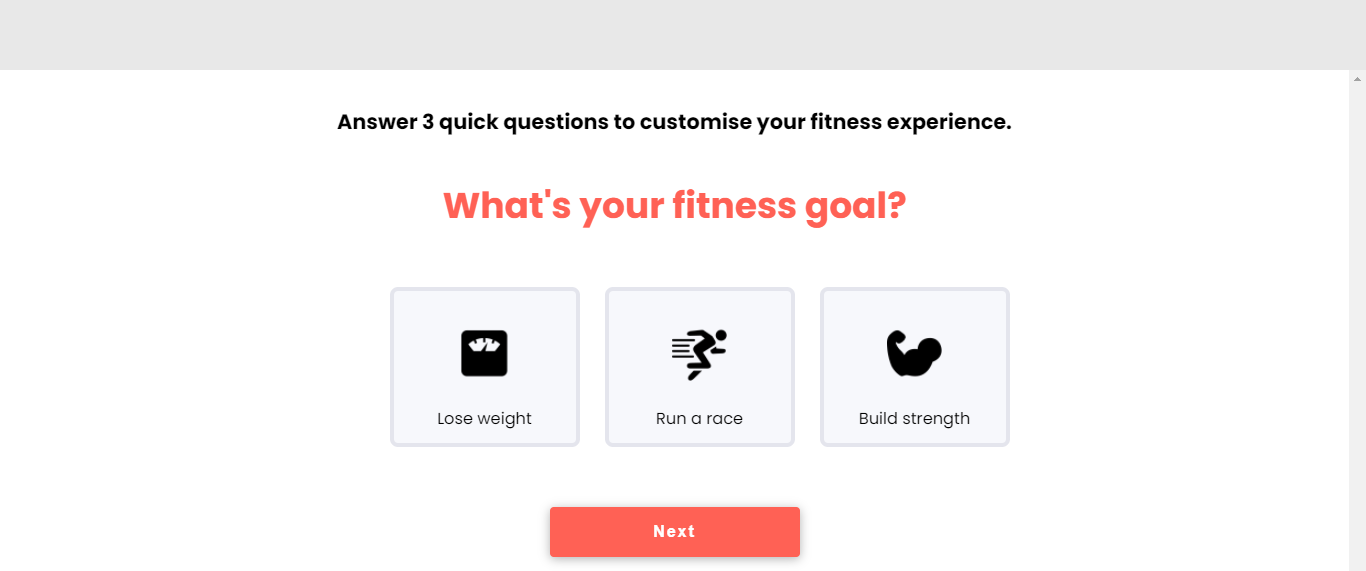 Answer 3 quick questions to customise your fitness experience.
What's your fitness goal?
Lose weight
Run a race
Build strength
Next